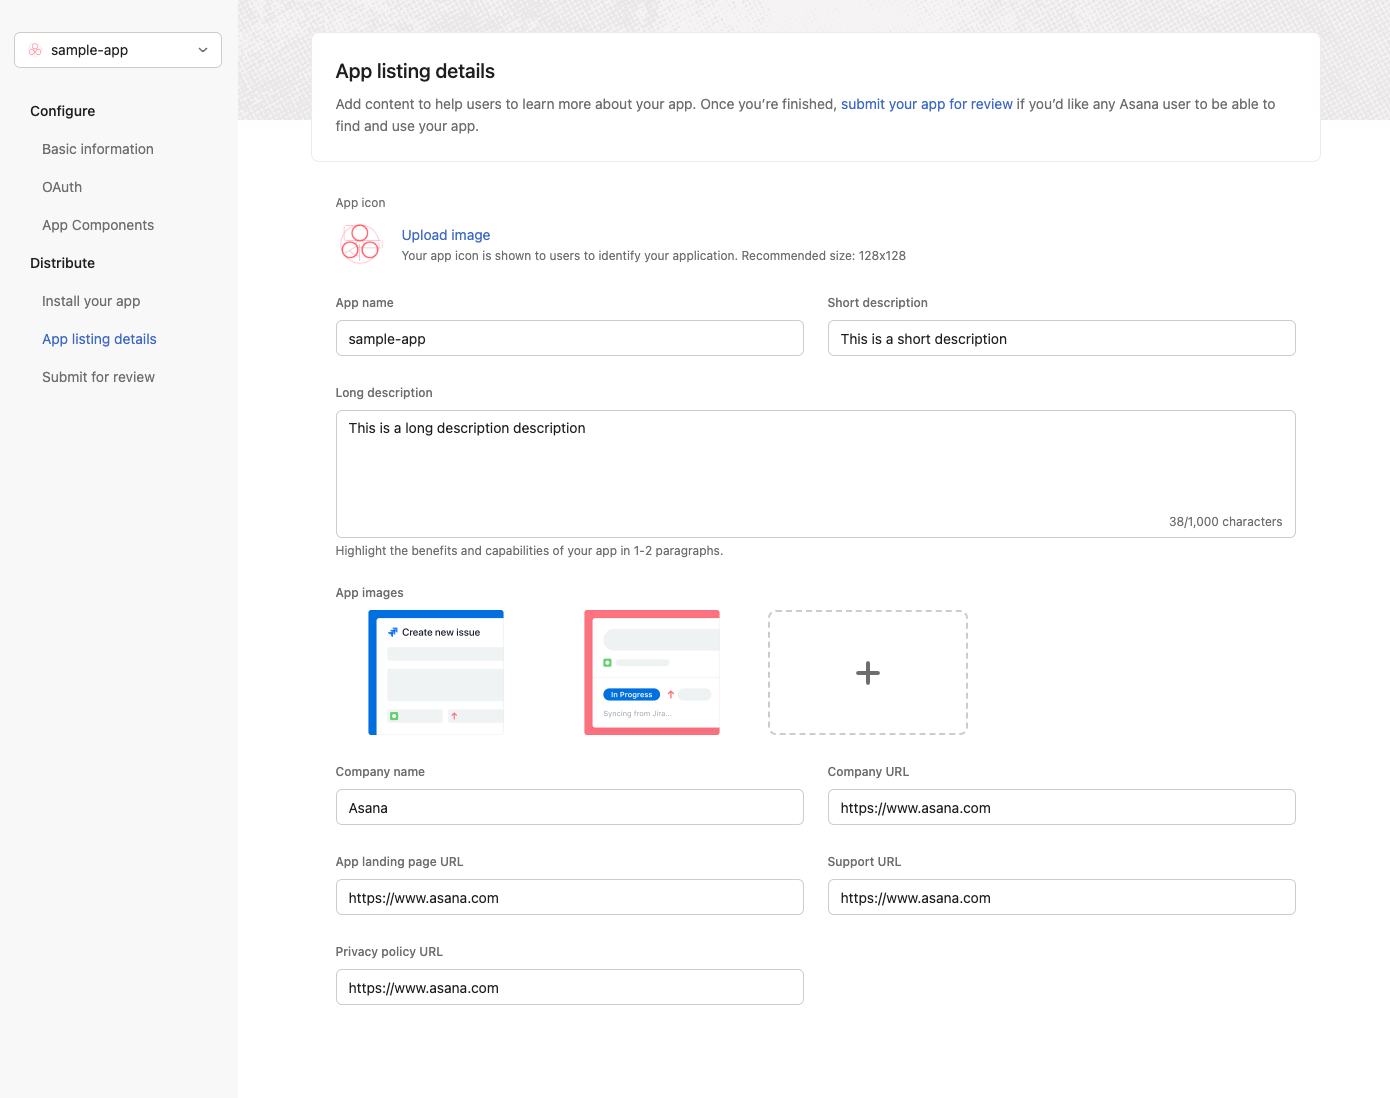 sample-app
Configure
Basic information
OAuth
App Components
Distribute
Install your app
App listing details
Submit for review
App listing details
Add content to help users to learn more about your app. Once you’re finished, submit your app for review if you’d like any Asana user to be able to
find and use your app.
App icon
Upload image
Your app icon is shown to users to identify your application. Recommended size: 128x128
App name
Short description
sample-app
This is a short description
Long description
This is a long description description
38/1,000 characters
Highlight the benefits and capabilities of your app in 1-2 paragraphs.
App images
Create new issue
In Progress
Syncing from Jira...
Company name
Company URL
Asana
https://www.asana.com
App landing page URL
Support URL
https://www.asana.com
https://www.asana.com
Privacy policy URL
https://www.asana.com